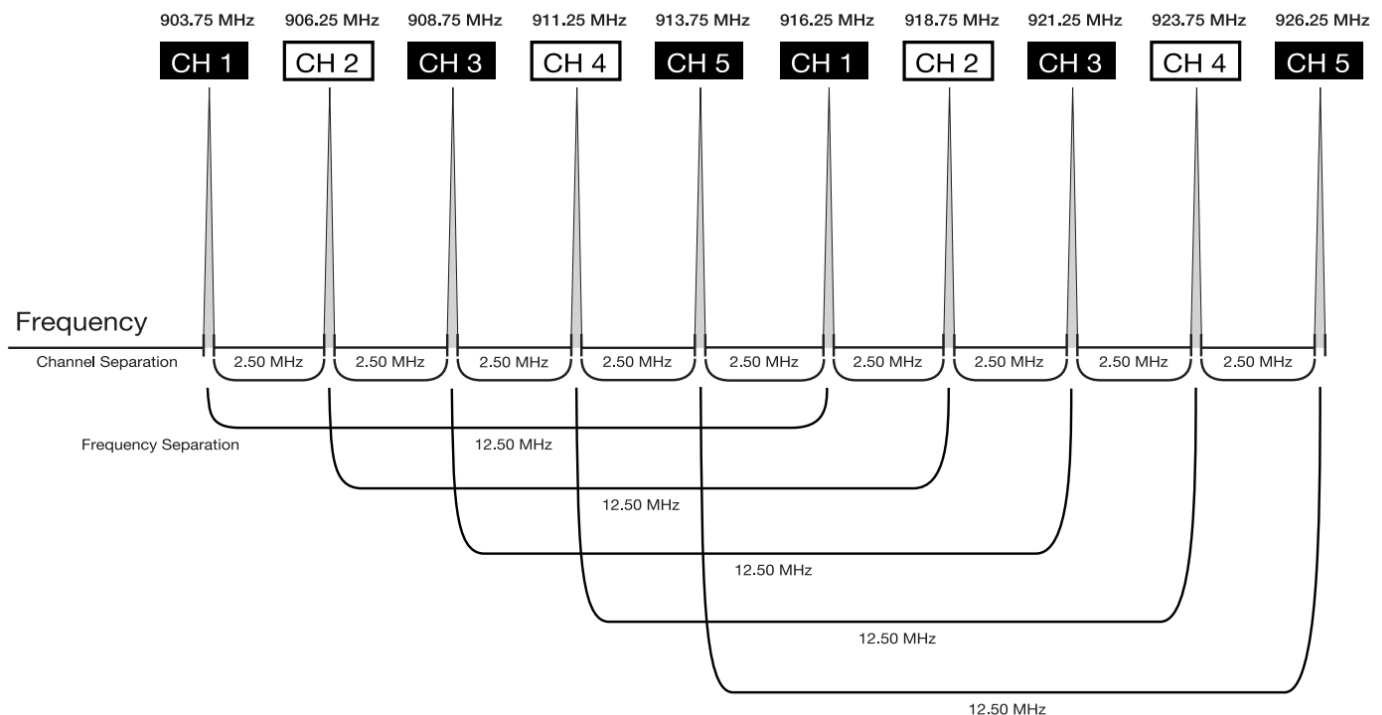 903.75 MHz 906.25 MHz 908.75 MHz 911.25 MHz 913.75 MHz 916.25 MHz 918.75 MHz 921.25 MHz 923.75 MHz 926.25 MHz
CH 1 CH 2 CH 3 CH 4 CH 5 CH 1 CH 2 CH 3 CH 4 CH 5
Frequency
Channel Separation 2.50 MHz 2.50 MHz 2.50 MHz 2.50 MHz 2.50 MHz 2.50 MHz 2.50 MHz 2.50 MHz 2.50 MHz
Frequency Separation 12.50 MHz
12.50 MHz
12.50 MHz
12.50 MHz
12.50 MHz